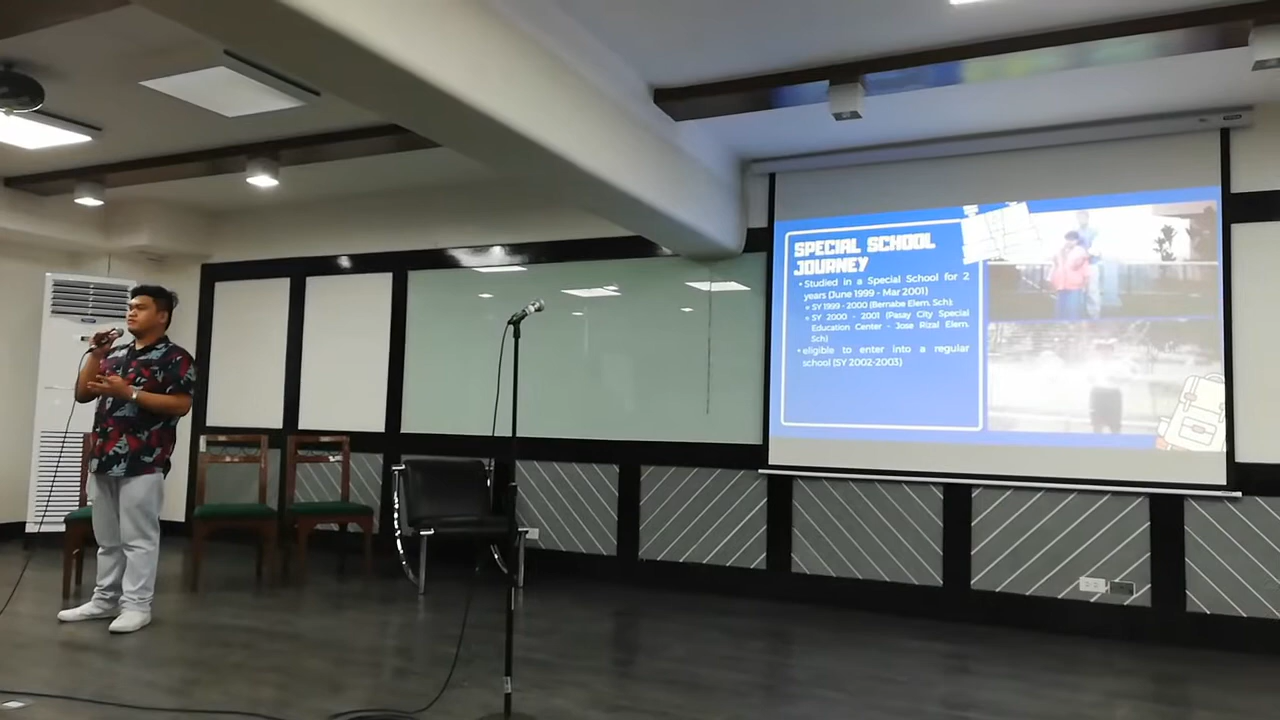 SPECIAL SCHOOL
JOURNEY
• Studied in a Special School for 2
years (June 1999 - Mar 2001)
SY 1999 - 2000 (Bernabe Elem. Sch);
SY 2000 - 2001 (Pasay City Special
Education Center - Jose Rizal Elem.
Sch)
• eligible to enter into a regular
school (SY 2002-2003)